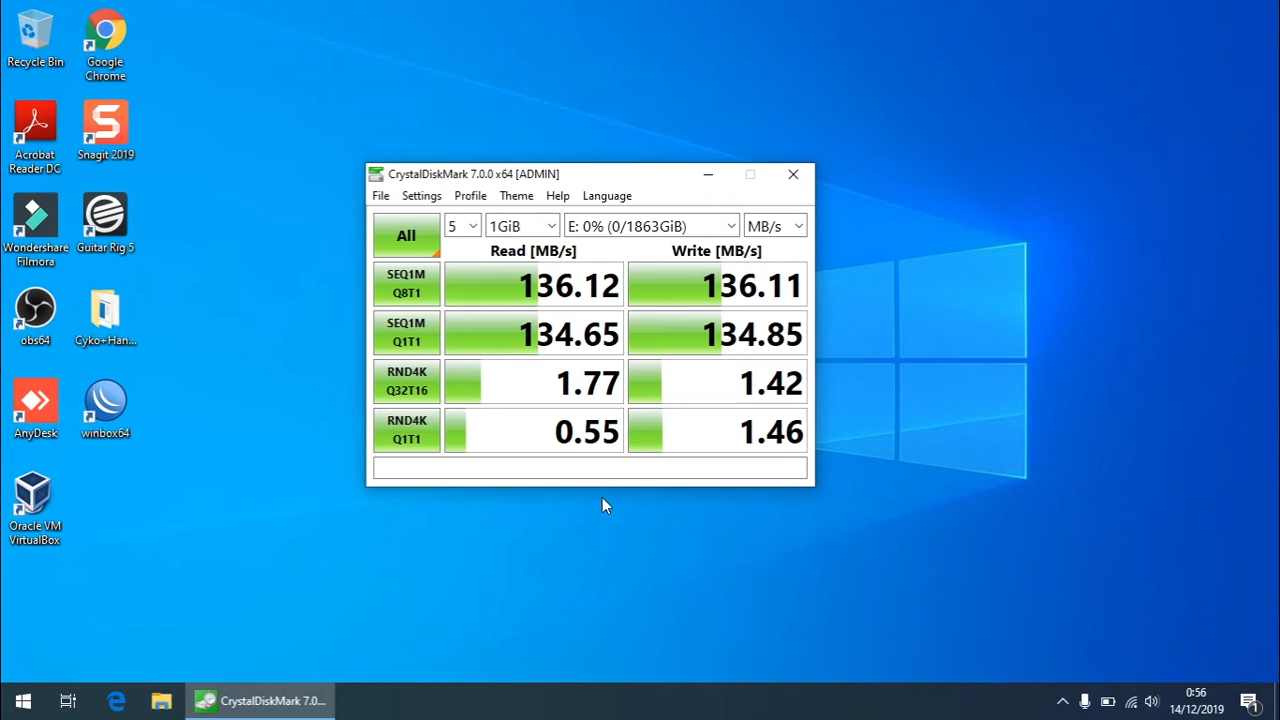 Recycle Bin
Google
Chrome
Acrobat
Reader DC
Snagit 2019
Wondershare
Filmora
Guitar Rig 5
obs64
Cyko+Han...
AnyDesk
winbox64
Oracle VM
VirtualBox
CrystalDiskMark 7.0.0 x64 [ADMIN]
File Settings Profile Theme Help Language
All 5 1GiB E: 0% (0/1863GiB) MB/s
Read [MB/s] Write [MB/s]
SEQ1M
Q8T1
136.12 136.11
SEQ1M
Q1T1
134.65 134.85
RND4K
Q32T16
1.77 1.42
RND4K
Q1T1
0.55 1.46
CrystalDiskMark 7.0...
0:56
14/12/2019
1